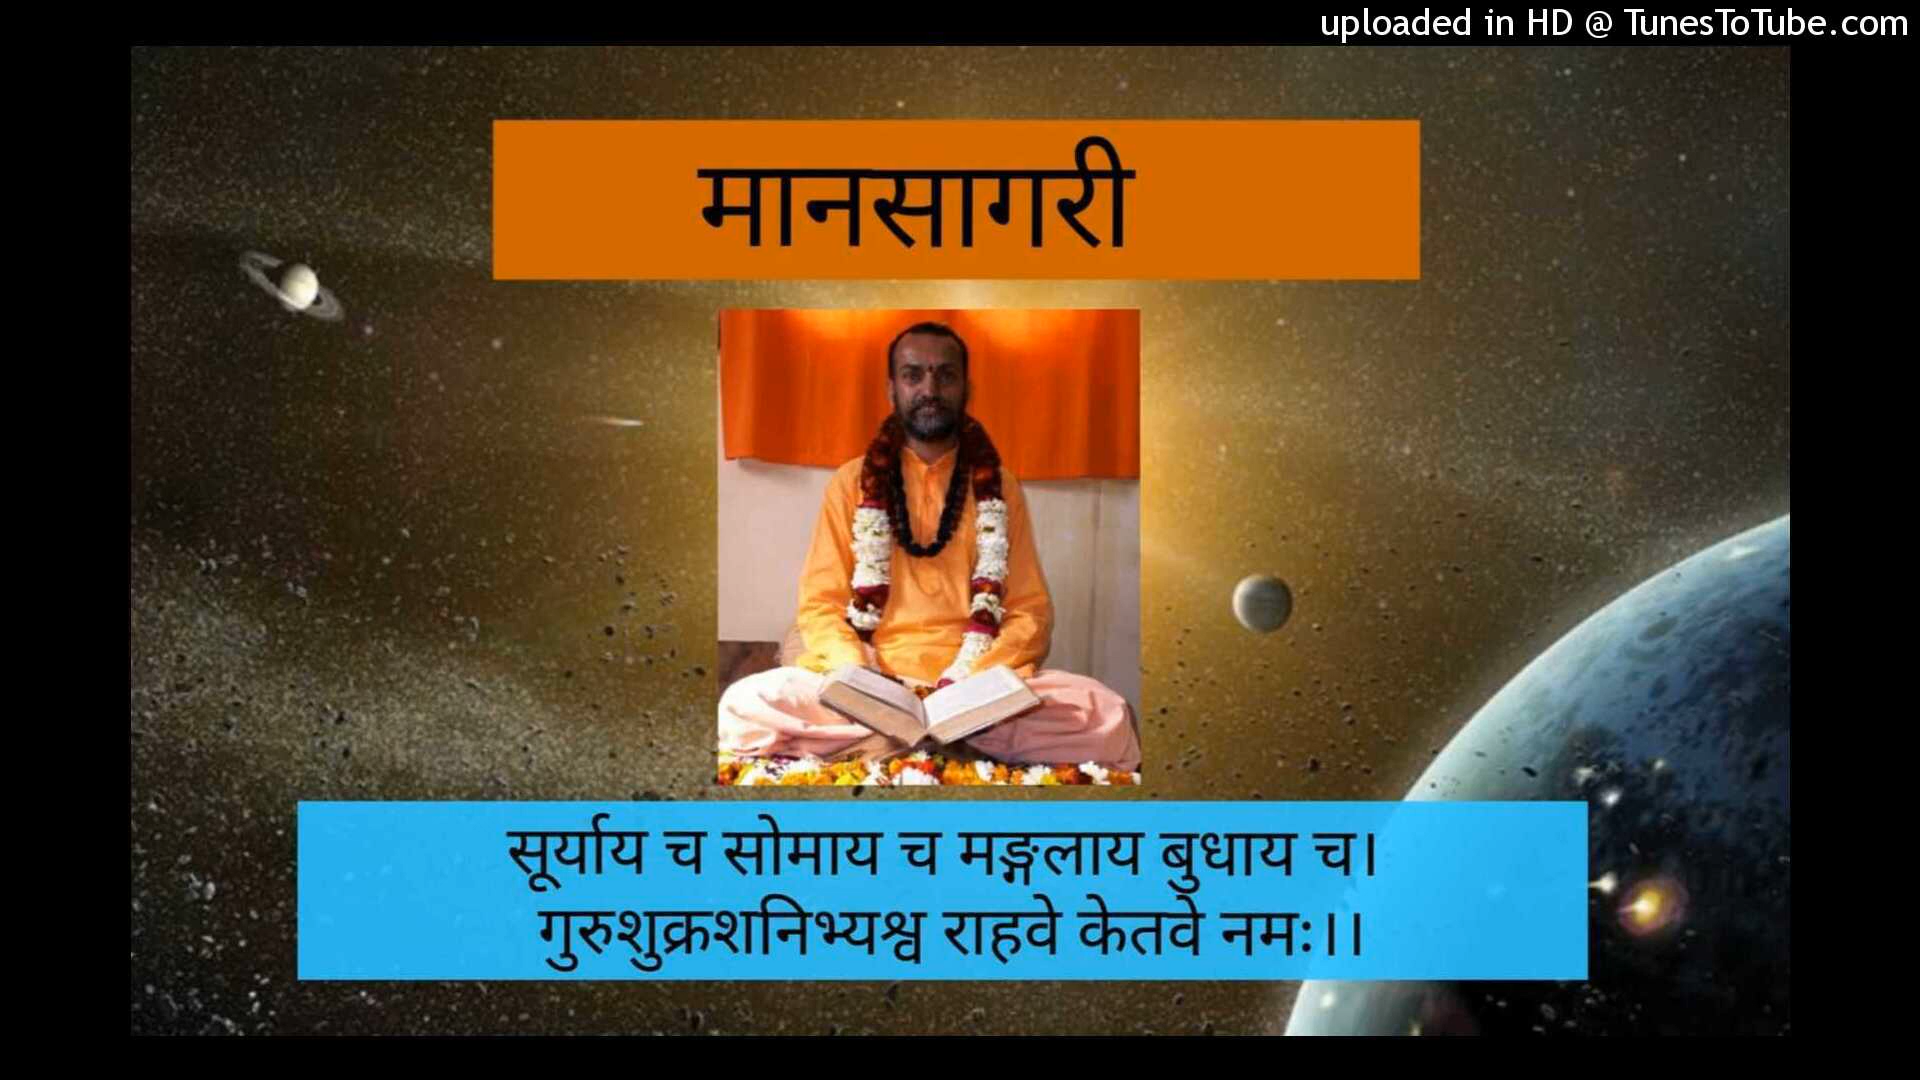 uploaded in HD @ TunesToTube.com
मानसागरी
सूर्याय च सोमाय च मङ्गलाय बुधाय च।
गुरुशुक्रशनिभ्यश्व राहवे केतवे नमः।।